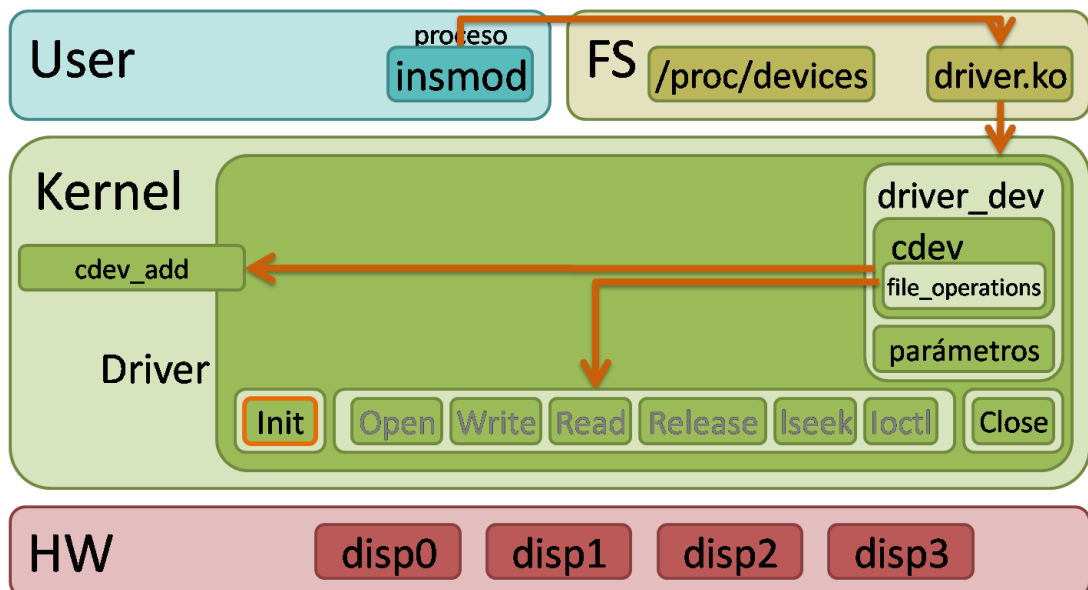 User
proceso
insmod
FS
/proc/devices
driver.ko
Kernel
driver_dev
cdev
file_operations
cdev_add
parámetros
Driver
Init
Open
Write
Read
Release
lseek
Ioctl
Close
HW
disp0
disp1
disp2
disp3